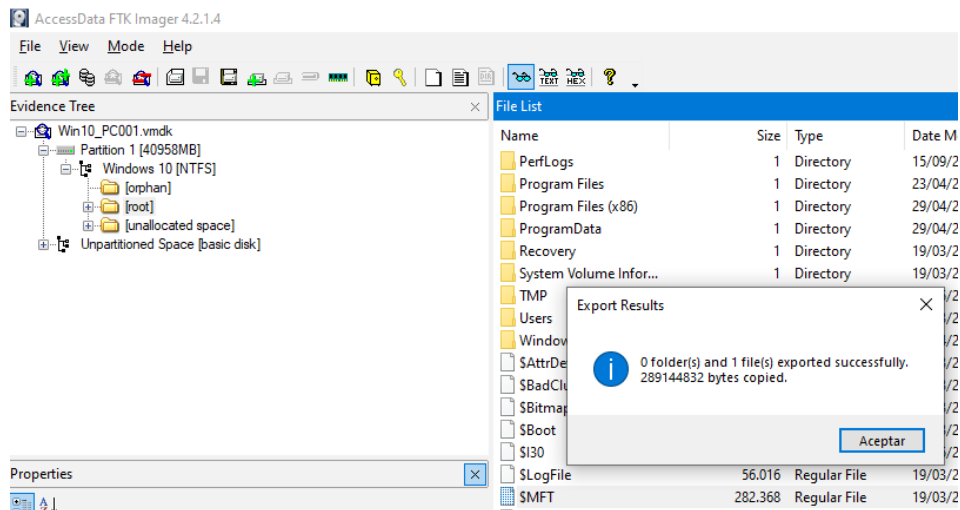 AccessData FTK Imager 4.2.1.4
File View Mode Help
Evidence Tree
File List
Win10_PC001.vmdk
Partition 1 [40958MB]
Windows 10 [NTFS]
[orphan]
[root]
[unallocated space]
Unpartitioned Space [basic disk]
Name Size Type Date M
PerfLogs 1 Directory 15/09/2
Program Files 1 Directory 23/04/2
Program Files (x86) 1 Directory 29/04/2
ProgramData 1 Directory 29/04/2
Recovery 1 Directory 19/03/2
System Volume Infor... 1 Directory 19/03/2
TMP
Users
Window
$AttrDe
$BadClu
$Bitmap
$Boot
$I30
$LogFile 56.016 Regular File 19/03/2
$MFT 282.368 Regular File 19/03/2
Export Results
0 folder(s) and 1 file(s) exported successfully.
289144832 bytes copied.
Aceptar
Properties